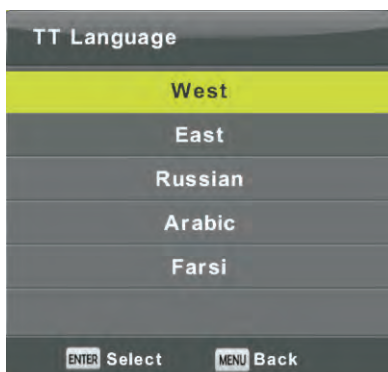 TT Language
West
East
Russian
Arabic
Farsi
ENTER Select MENU Back